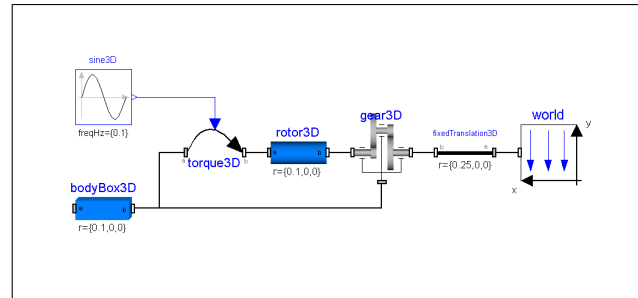 sine3D
freqHz={0.1}
a
torque3D
b
rotor3D
a
b
r={0.1,0,0}
gear3D
fixedTranslation3D
b
a
r={0.25,0,0}
world
y
x
bodyBox3D
a
b
r={0.1,0,0}